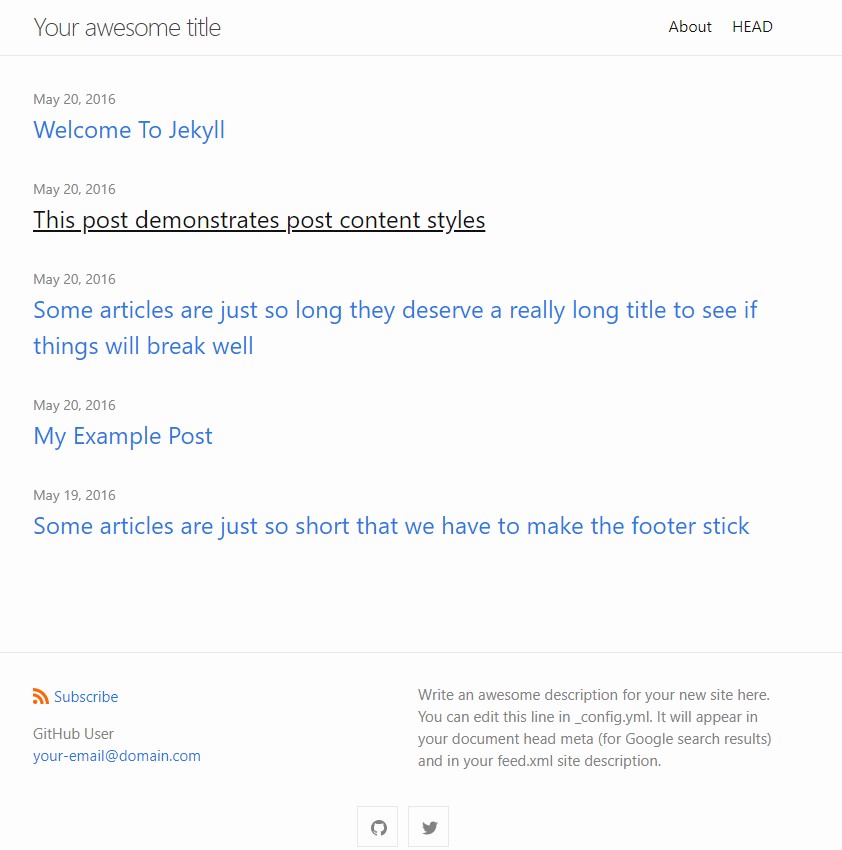 Your awesome title
About HEAD
May 20, 2016
Welcome To Jekyll
May 20, 2016
This post demonstrates post content styles
May 20, 2016
Some articles are just so long they deserve a really long title to see if
things will break well
May 20, 2016
My Example Post
May 19, 2016
Some articles are just so short that we have to make the footer stick
Subscribe
GitHub User
your-email@domain.com
Write an awesome description for your new site here.
You can edit this line in _config.yml. It will appear in
your document head meta (for Google search results)
and in your feed.xml site description.